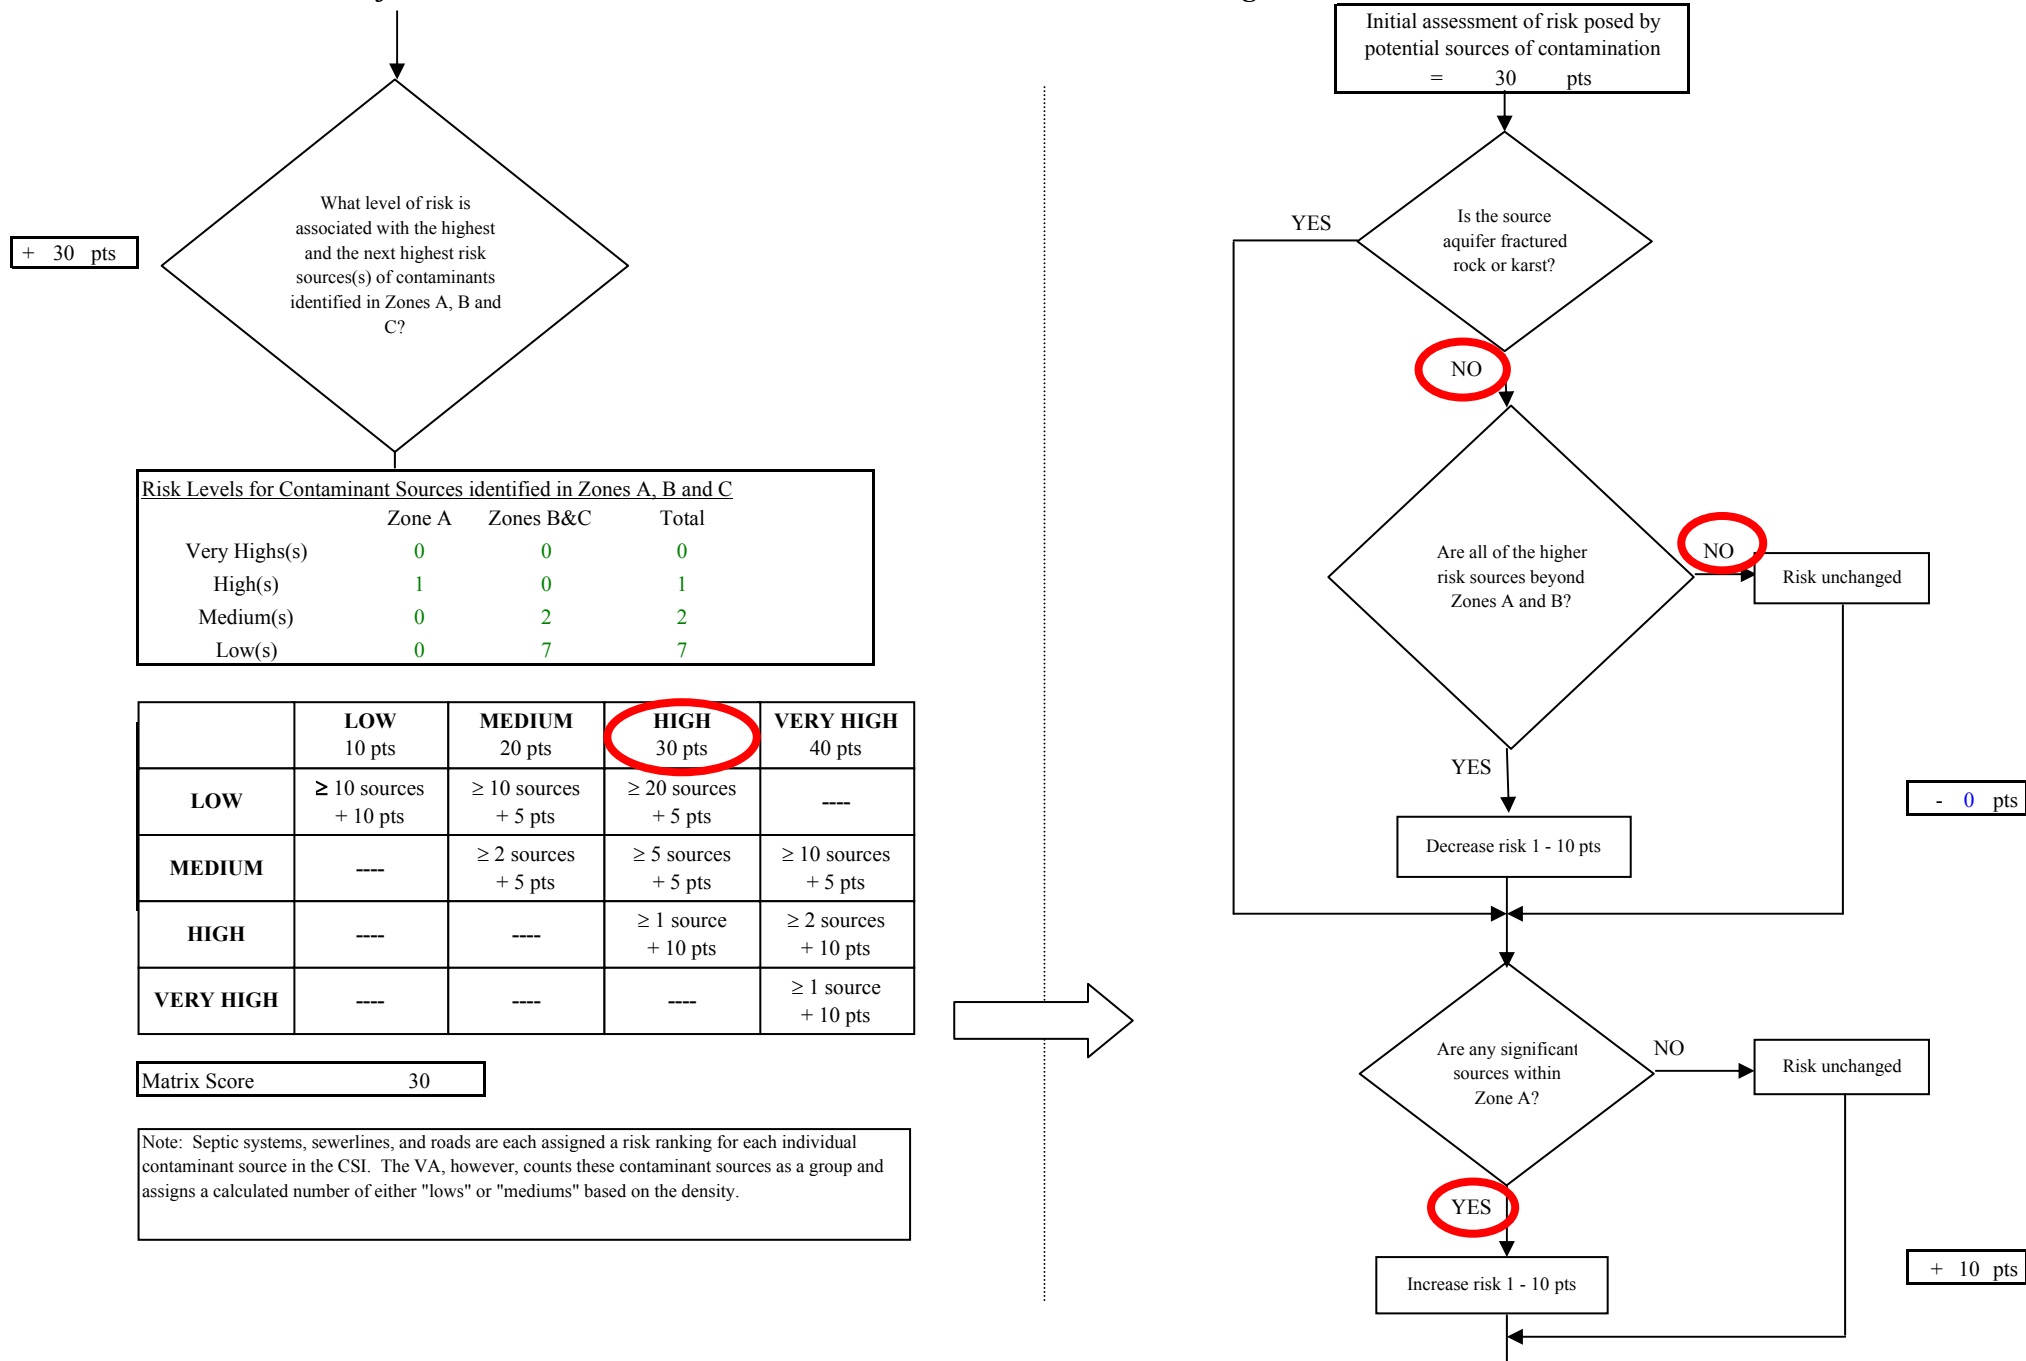 + 30 pts
What level of risk is
associated with the highest
and the next highest risk
sources(s) of contaminants
identified in Zones A, B and
C?
Risk Levels for Contaminant Sources identified in Zones A, B and C
Zone A Zones B&C Total
Very Highs(s) 0 0 0
High(s) 1 0 1
Medium(s) 0 2 2
Low(s) 0 7 7
LOW MEDIUM HIGH VERY HIGH
10 pts 20 pts 30 pts 40 pts
LOW ≥ 10 sources ≥ 10 sources ≥ 20 sources ----
+ 10 pts + 5 pts + 5 pts
MEDIUM ---- ≥ 2 sources ≥ 5 sources ≥ 10 sources
+ 5 pts + 5 pts + 5 pts
HIGH ---- ---- ≥ 1 source ≥ 2 sources
+ 10 pts + 10 pts
VERY HIGH ---- ---- ---- ≥ 1 source
+ 10 pts
Matrix Score 30
Note: Septic systems, sewerlines, and roads are each assigned a risk ranking for each individual
contaminant source in the CSI. The VA, however, counts these contaminant sources as a group and
assigns a calculated number of either "lows" or "mediums" based on the density.
Initial assessment of risk posed by
potential sources of contamination
= 30 pts
YES
Is the source
aquifer fractured
rock or karst?
NO
Are all of the higher
risk sources beyond
Zones A and B?
NO
Risk unchanged
YES
- 0 pts
Decrease risk 1 - 10 pts
Are any significant
sources within
Zone A?
NO
Risk unchanged
YES
+ 10 pts
Increase risk 1 - 10 pts